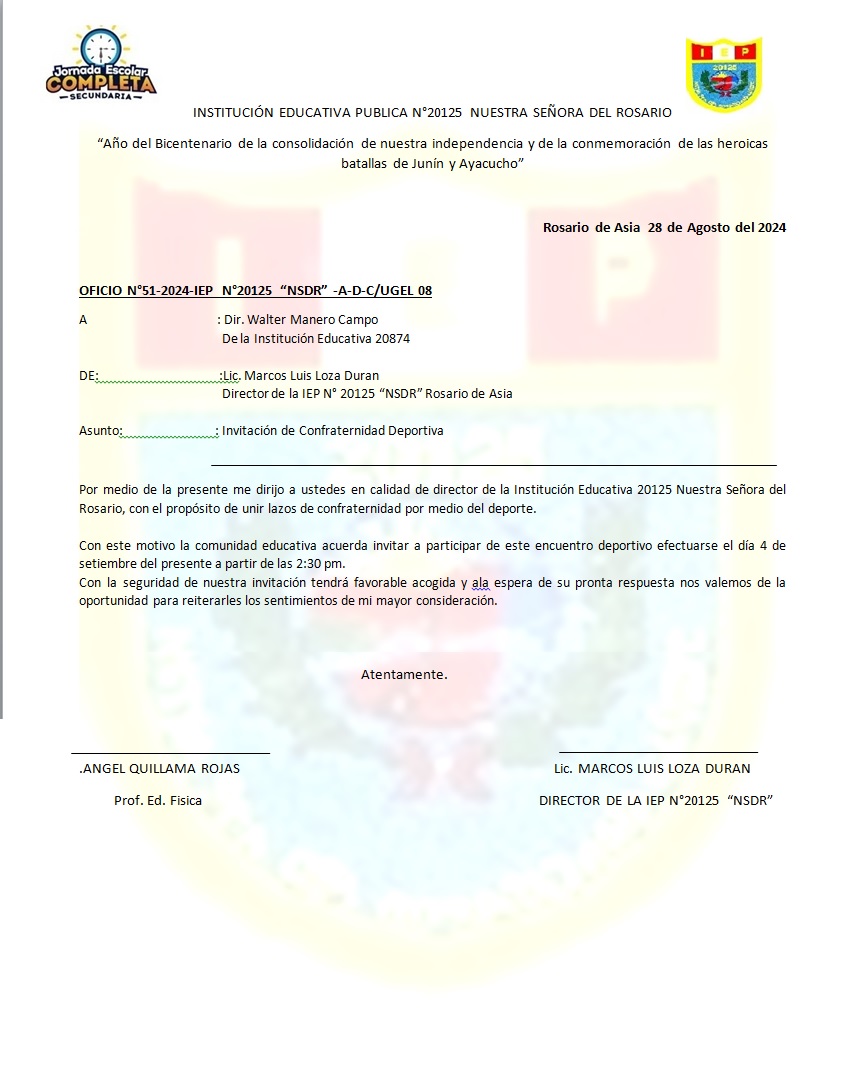 Jornada Escolar
COMPLETA
SECUNDARIA
I E P
20125
INSTITUCIÓN EDUCATIVA PUBLICA N°20125 NUESTRA SEÑORA DEL ROSARIO
“Año del Bicentenario de la consolidación de nuestra independencia y de la conmemoración de las heroicas
batallas de Junín y Ayacucho”
Rosario de Asia 28 de Agosto del 2024
OFICIO N°51-2024-IEP N°20125 “NSDR” -A-D-C/UGEL 08
A : Dir. Walter Manero Campo
De la Institución Educativa 20874
DE: :Lic. Marcos Luis Loza Duran
Director de la IEP N° 20125 “NSDR” Rosario de Asia
Asunto: : Invitación de Confraternidad Deportiva
Por medio de la presente me dirijo a ustedes en calidad de director de la Institución Educativa 20125 Nuestra Señora del
Rosario, con el propósito de unir lazos de confraternidad por medio del deporte.
Con este motivo la comunidad educativa acuerda invitar a participar de este encuentro deportivo efectuarse el día 4 de
setiembre del presente a partir de las 2:30 pm.
Con la seguridad de nuestra invitación tendrá favorable acogida y ala espera de su pronta respuesta nos valemos de la
oportunidad para reiterarles los sentimientos de mi mayor consideración.
Atentamente.
.ANGEL QUILLAMA ROJAS
Lic. MARCOS LUIS LOZA DURAN
Prof. Ed. Fisica
DIRECTOR DE LA IEP N°20125 “NSDR”